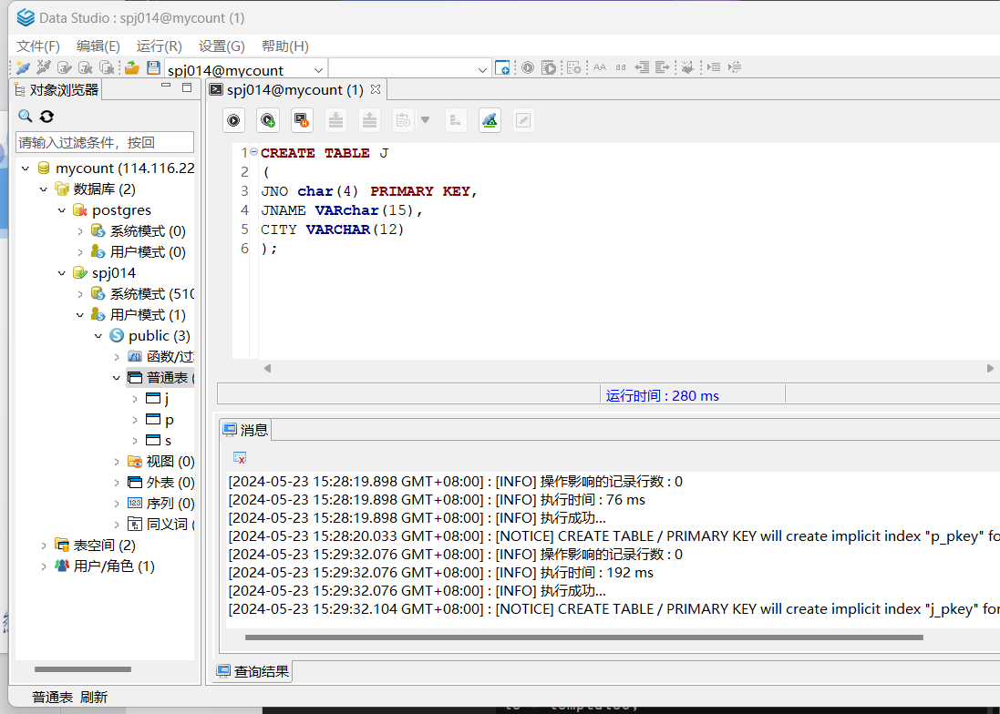 Data Studio : spj014@mycount (1)
文件(F) 编辑(E) 运行(R) 设置(G) 帮助(H)
spj014@mycount
AA aa
对象浏览器
请输入过滤条件，按回
mycount (114.116.22
数据库 (2)
postgres
系统模式 (0)
用户模式 (0)
spj014
系统模式 (510
用户模式 (1)
public (3)
函数/过
普通表 (
j
p
s
视图 (0)
外表 (0)
123 序列 (0)
同义词 (
表空间 (2)
用户/角色 (1)
普通表 刷新
spj014@mycount (1)
1 CREATE TABLE J
2 (
3 JNO char(4) PRIMARY KEY,
4 JNAME VARchar(15),
5 CITY VARCHAR(12)
6 );
运行时间 : 280 ms
消息
[2024-05-23 15:28:19.898 GMT+08:00] : [INFO] 操作影响的记录行数 : 0
[2024-05-23 15:28:19.898 GMT+08:00] : [INFO] 执行时间 : 76 ms
[2024-05-23 15:28:19.898 GMT+08:00] : [INFO] 执行成功...
[2024-05-23 15:28:20.033 GMT+08:00] : [NOTICE] CREATE TABLE / PRIMARY KEY will create implicit index "p_pkey" fo
[2024-05-23 15:29:32.076 GMT+08:00] : [INFO] 操作影响的记录行数 : 0
[2024-05-23 15:29:32.076 GMT+08:00] : [INFO] 执行时间 : 192 ms
[2024-05-23 15:29:32.076 GMT+08:00] : [INFO] 执行成功...
[2024-05-23 15:29:32.104 GMT+08:00] : [NOTICE] CREATE TABLE / PRIMARY KEY will create implicit index "j_pkey" for
查询结果